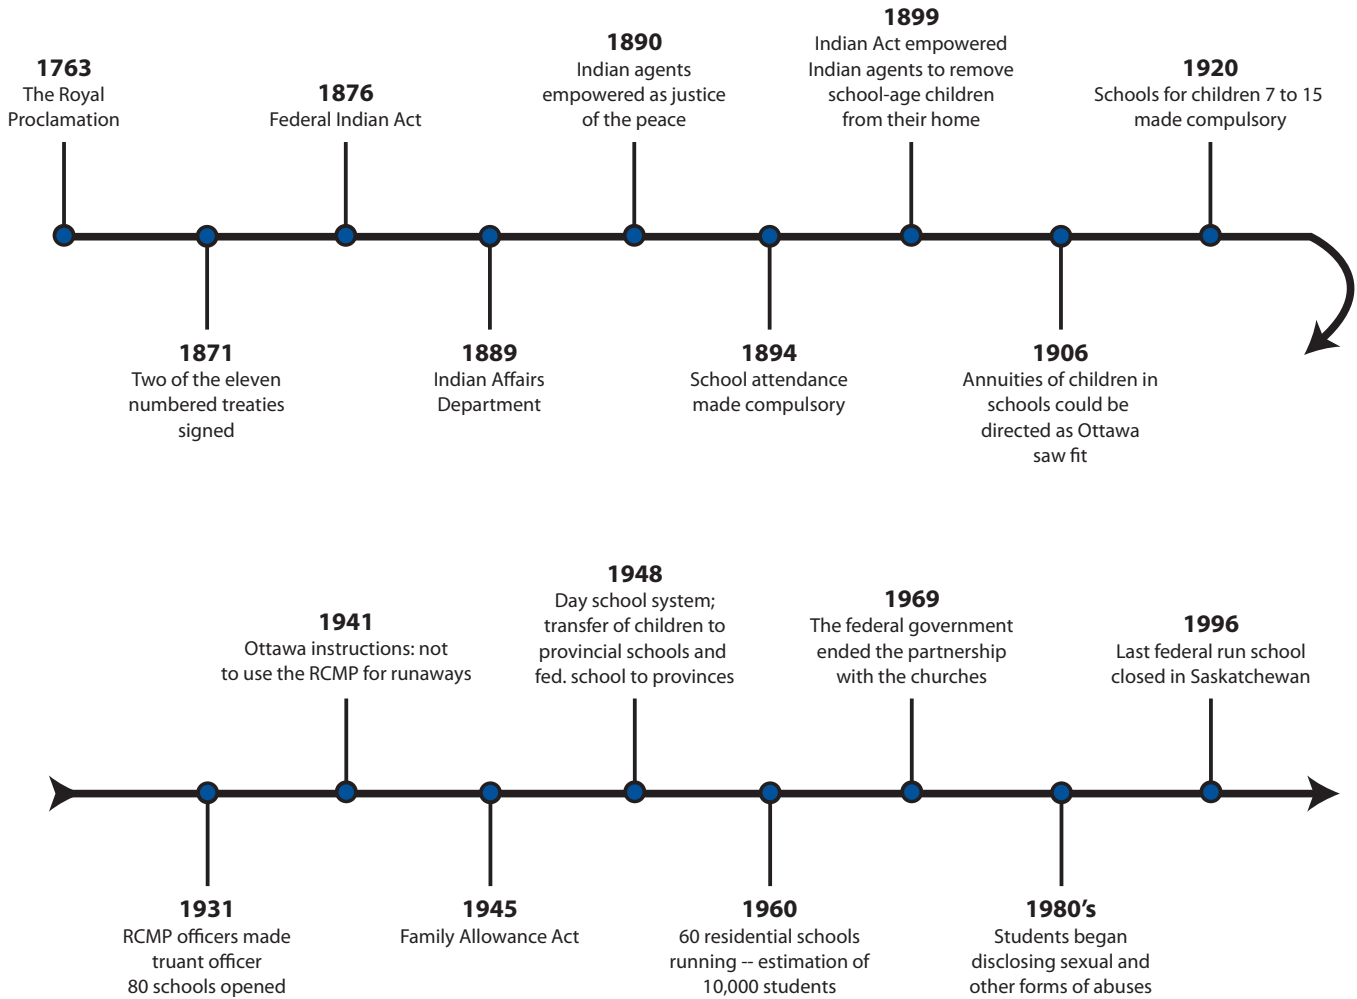 1763
The Royal
Proclamation
1871
Two of the eleven
numbered treaties
signed
1876
Federal Indian Act
1889
Indian Affairs
Department
1890
Indian agents
empowered as justice
of the peace
1894
School attendance
made compulsory
1899
Indian Act empowered
Indian agents to remove
school-age children
from their home
1906
Annuities of children in
schools could be
directed as Ottawa
saw fit
1920
Schools for children 7 to 15
made compulsory
1931
RCMP officers made
truant officer
80 schools opened
1941
Ottawa instructions: not
to use the RCMP for runaways
1945
Family Allowance Act
1948
Day school system;
transfer of children to
provincial schools and
fed. school to provinces
1960
60 residential schools
running -- estimation of
10,000 students
1969
The federal government
ended the partnership
with the churches
1980’s
Students began
disclosing sexual and
other forms of abuses
1996
Last federal run school
closed in Saskatchewan